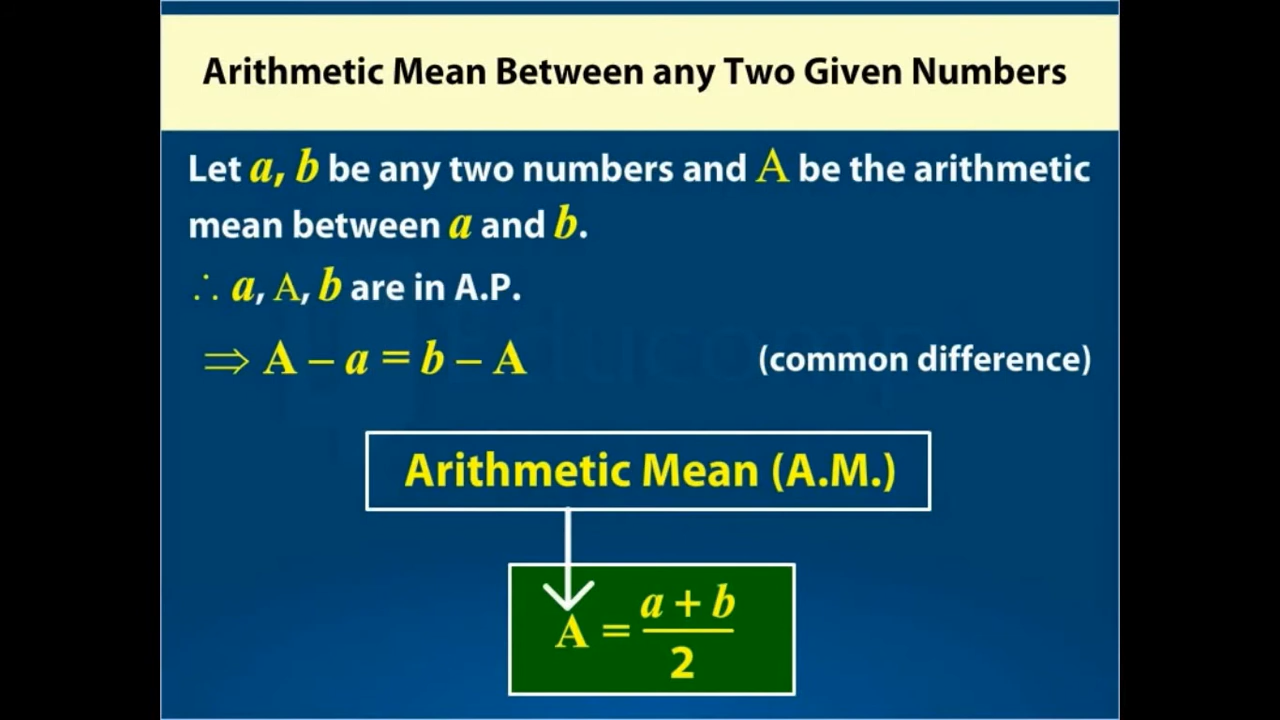 Arithmetic Mean Between any Two Given Numbers
Let a, b be any two numbers and A be the arithmetic
mean between a and b.
∴ a, A, b are in A.P.
⇒ A – a = b – A (common difference)
Arithmetic Mean (A.M.)
A = (a + b)/2